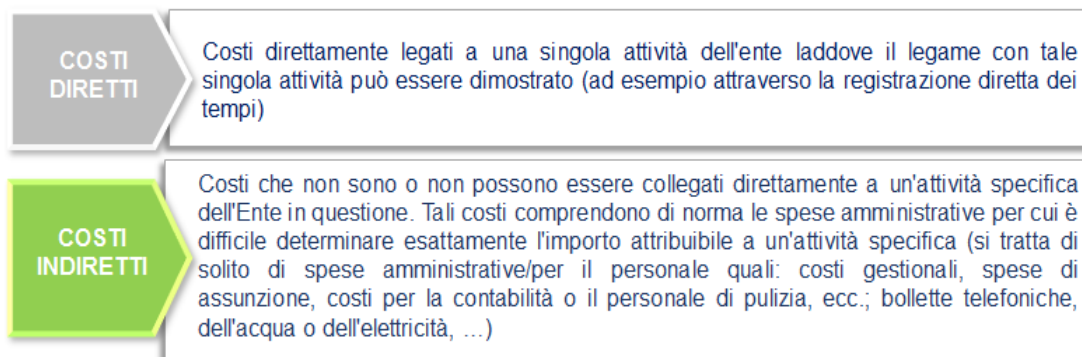 COSTI
DIRETTI
Costi direttamente legati a una singola attività dell'ente laddove il legame con tale
singola attività può essere dimostrato (ad esempio attraverso la registrazione diretta dei
tempi)
COSTI
INDIRETTI
Costi che non sono o non possono essere collegati direttamente a un'attività specifica
dell'Ente in questione. Tali costi comprendono di norma le spese amministrative per cui è
difficile determinare esattamente l'importo attribuibile a un'attività specifica (si tratta di
solito di spese amministrative/per il personale quali: costi gestionali, spese di
assunzione, costi per la contabilità o il personale di pulizia, ecc.; bollette telefoniche,
dell'acqua o dell'elettricità, ...)